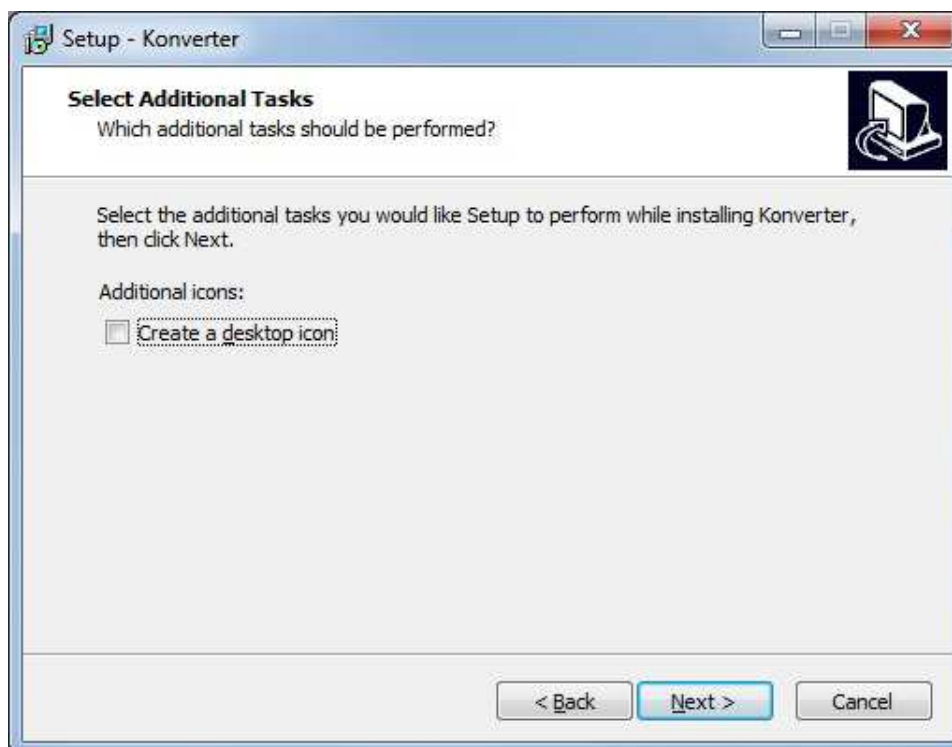 Setup - Konverter
Select Additional Tasks
Which additional tasks should be performed?
Select the additional tasks you would like Setup to perform while installing Konverter,
then click Next.
Additional icons:
Create a desktop icon
< Back
Next >
Cancel